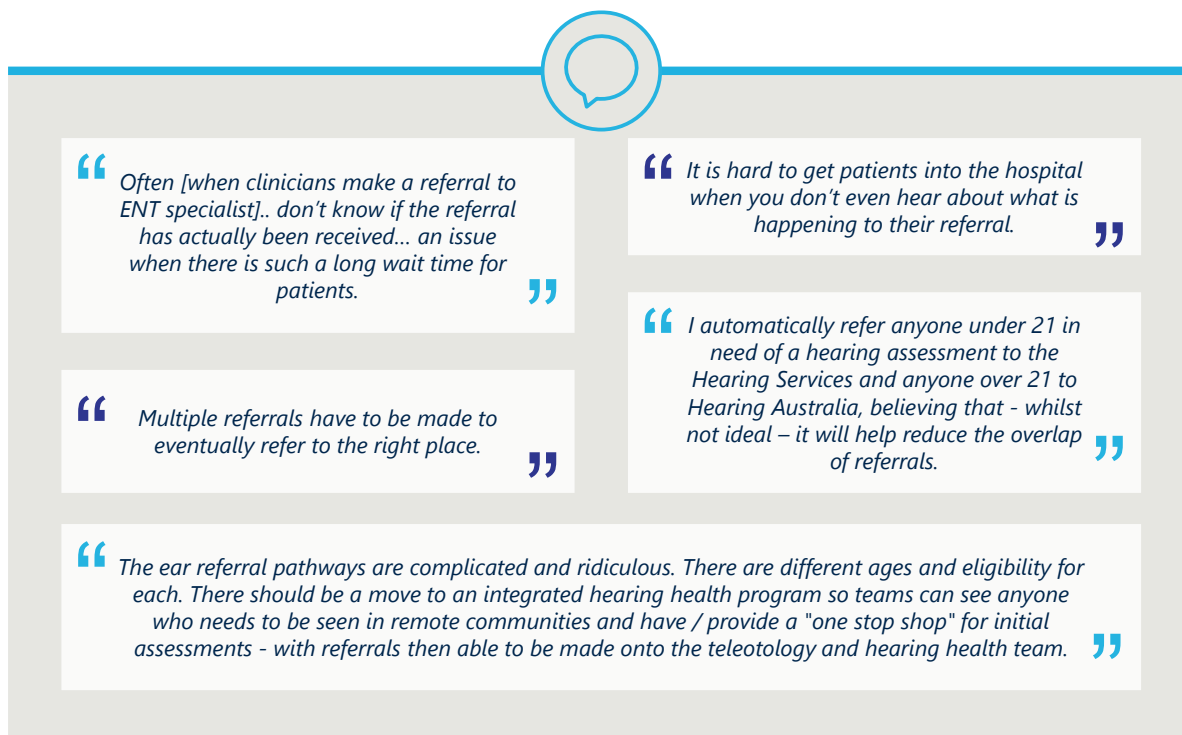 “ Often [when clinicians make a referral to
ENT specialist].. don’t know if the referral
has actually been received... an issue
when there is such a long wait time for
patients. ”
“ It is hard to get patients into the hospital
when you don’t even hear about what is
happening to their referral. ”
“ Multiple referrals have to be made to
eventually refer to the right place. ”
“ I automatically refer anyone under 21 in
need of a hearing assessment to the
Hearing Services and anyone over 21 to
Hearing Australia, believing that - whilst
not ideal – it will help reduce the overlap
of referrals. ”
“ The ear referral pathways are complicated and ridiculous. There are different ages and eligibility for
each. There should be a move to an integrated hearing health program so teams can see anyone
who needs to be seen in remote communities and have / provide a "one stop shop" for initial
assessments - with referrals then able to be made onto the teleotology and hearing health team. ”